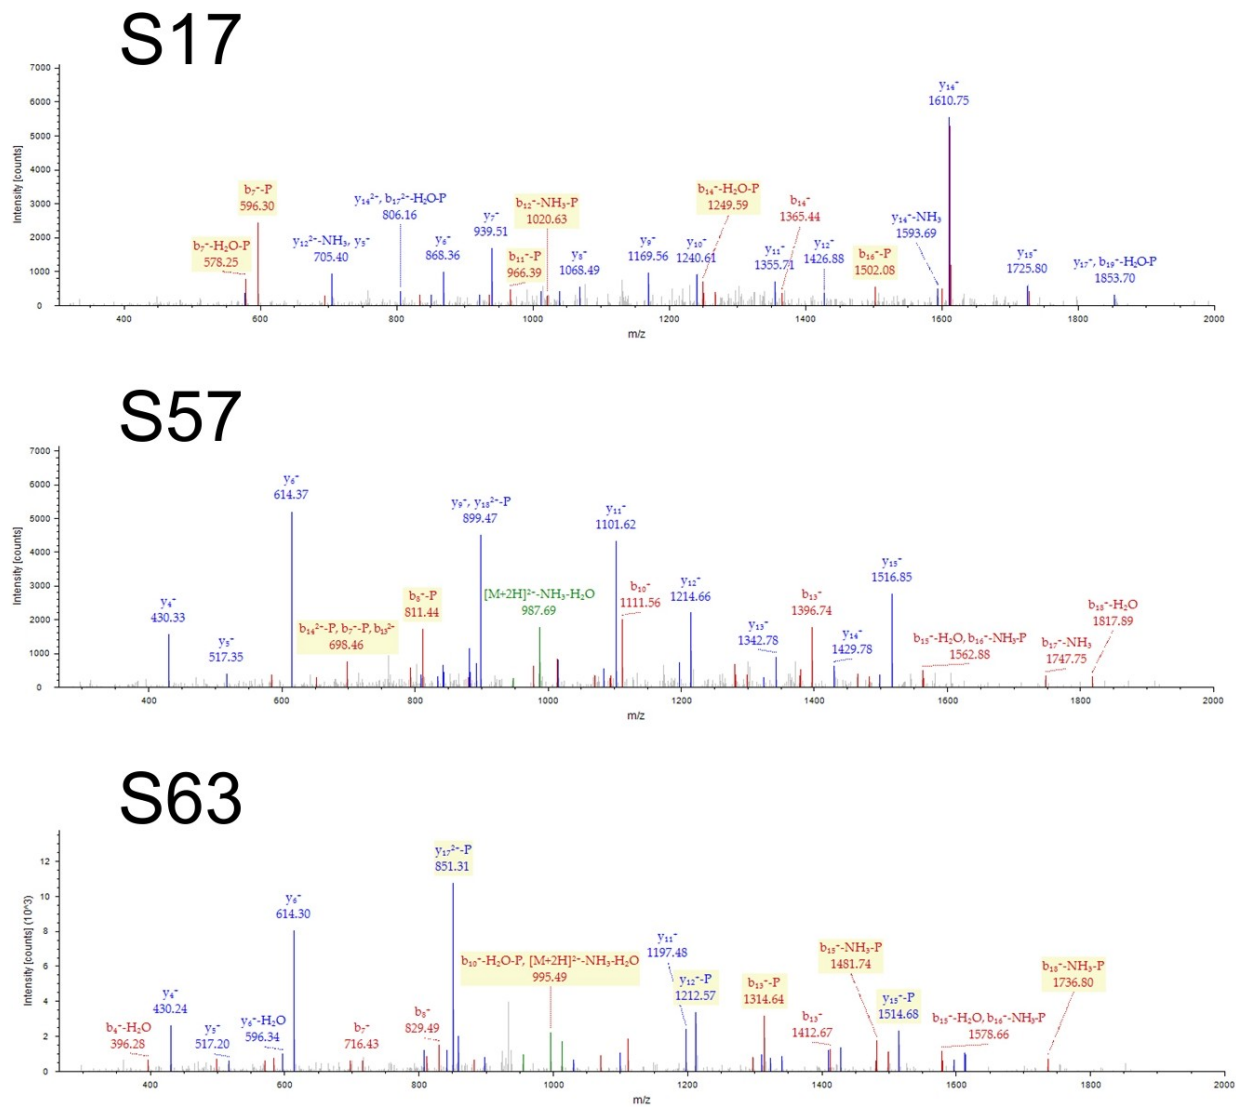 S17
7000
6000
5000
4000
3000
2000
1000
0
Intensity [counts]
b₇⁺-H₂O-P
578.25
b₇⁺-P
596.30
y₁₂²⁺-NH₃, y₅⁺
705.40
y₁₄²⁺, b₁₇²⁺-H₂O-P
806.16
y₆⁺
868.36
y₇⁺
939.51
b₁₁⁺-P
966.39
b₁₂⁺-NH₃-P
1020.63
y₈⁺
1068.49
y₉⁺
1169.56
y₁₀⁺
1240.61
b₁₄⁺-H₂O-P
1249.59
y₁₁⁺
1355.71
b₁₄⁺
1365.44
y₁₂⁺
1426.88
b₁₆⁺-P
1502.08
y₁₄⁺-NH₃
1593.69
y₁₄⁺
1610.75
y₁₅⁺
1725.80
y₁₇⁺, b₁₉⁺-H₂O-P
1853.70
400 600 800 1000 1200 1400 1600 1800 2000
m/z
S57
7000
6000
5000
4000
3000
2000
1000
0
Intensity [counts]
y₄⁺
430.33
y₅⁺
517.35
y₆⁺
614.37
b₁₄²⁺-P, b₇⁺-P, b₁₃²⁺
698.46
b₈⁺-P
811.44
y₉⁺, y₁₈²⁺-P
899.47
[M+2H]²⁺-NH₃-H₂O
987.69
y₁₁⁺
1101.62
b₁₀⁺
1111.56
y₁₂⁺
1214.66
y₁₃⁺
1342.78
b₁₃⁺
1396.74
y₁₄⁺
1429.78
y₁₅⁺
1516.85
b₁₅⁺-H₂O, b₁₆⁺-NH₃-P
1562.88
b₁₇⁺-NH₃
1747.75
b₁₈⁺-H₂O
1817.89
400 600 800 1000 1200 1400 1600 1800 2000
m/z
S63
12
10
8
6
4
2
0
Intensity [counts] (10^3)
b₄⁺-H₂O
396.28
y₄⁺
430.24
y₅⁺
517.20
y₆⁺-H₂O
596.34
y₆⁺
614.30
b₇⁺
716.43
b₈⁺
829.49
y₁₇²⁺-P
851.31
b₁₀⁺-H₂O-P, [M+2H]²⁺-NH₃-H₂O
995.49
y₁₁⁺
1197.48
y₁₂⁺-P
1212.57
b₁₃⁺-P
1314.64
b₁₃⁺
1412.67
b₁₅⁺-NH₃-P
1481.74
y₁₅⁺-P
1514.68
b₁₅⁺-H₂O, b₁₆⁺-NH₃-P
1578.66
b₁₈⁺-NH₃-P
1736.80
400 600 800 1000 1200 1400 1600 1800 2000
m/z